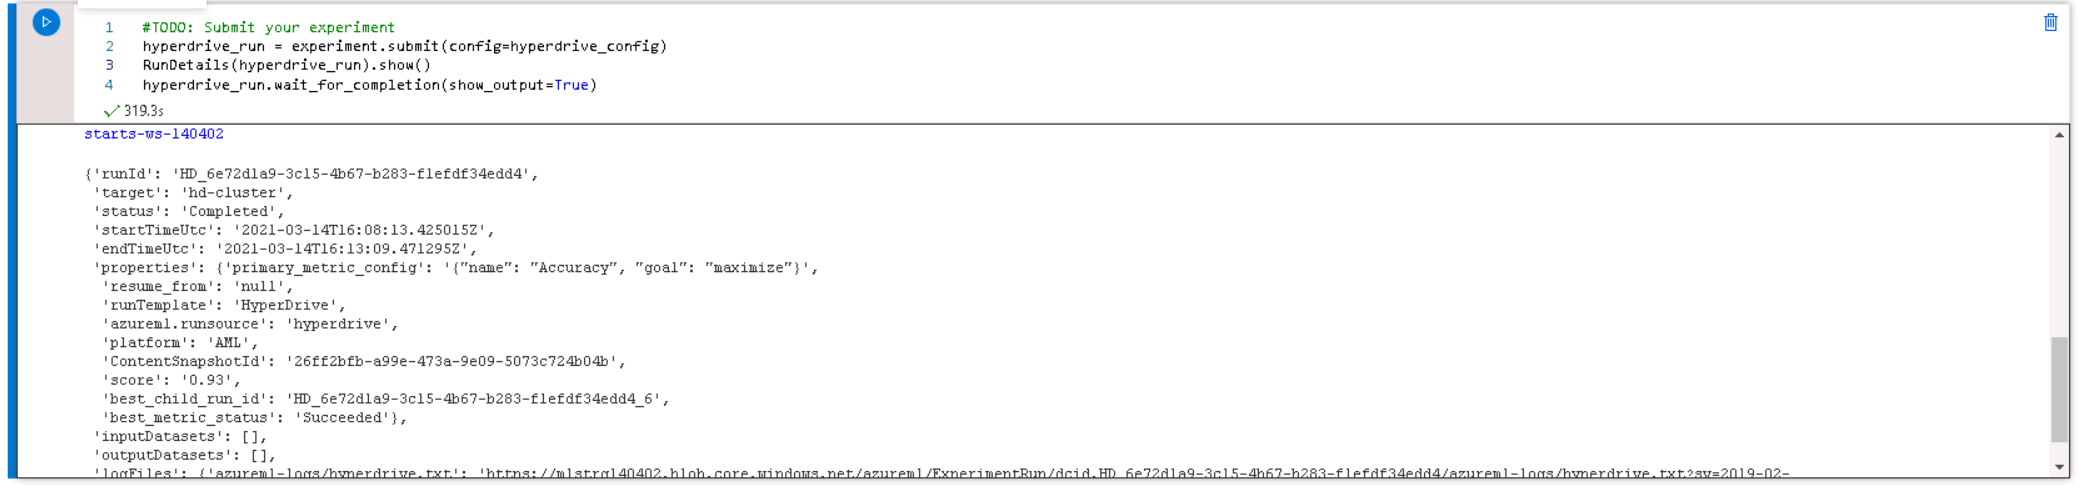 1 #TODO: Submit your experiment
2 hyperdrive_run = experiment.submit(config=hyperdrive_config)
3 RunDetails(hyperdrive_run).show()
4 hyperdrive_run.wait_for_completion(show_output=True)
319.3s
starts-ws-140402
{'runId': 'HD_6e72d1a9-3c15-4b67-b283-f1efdf34edd4',
'target': 'hd-cluster',
'status': 'Completed',
'startTimeUtc': '2021-03-14T16:08:13.425015Z',
'endTimeUtc': '2021-03-14T16:13:09.471295Z',
'properties': {'primary_metric_config': '{"name": "Accuracy", "goal": "maximize"}',
'resume_from': 'null',
'runTemplate': 'HyperDrive',
'azureml.runsource': 'hyperdrive',
'platform': 'AML',
'ContentSnapshotId': '26ff2bfb-a99e-473a-9e09-5073c724b04b',
'score': '0.93',
'best_child_run_id': 'HD_6e72d1a9-3c15-4b67-b283-f1efdf34edd4_6',
'best_metric_status': 'Succeeded'},
'inputDatasets': [],
'outputDatasets': [],
'logFiles': {'azureml-logs/hyperdrive.txt': 'https://mlstrg140402.blob.core.windows.net/azureml/ExperimentRun/dcid.HD_6e72d1a9-3c15-4b67-b283-f1efdf34edd4/azureml-logs/hyperdrive.txt?sv=2019-02-